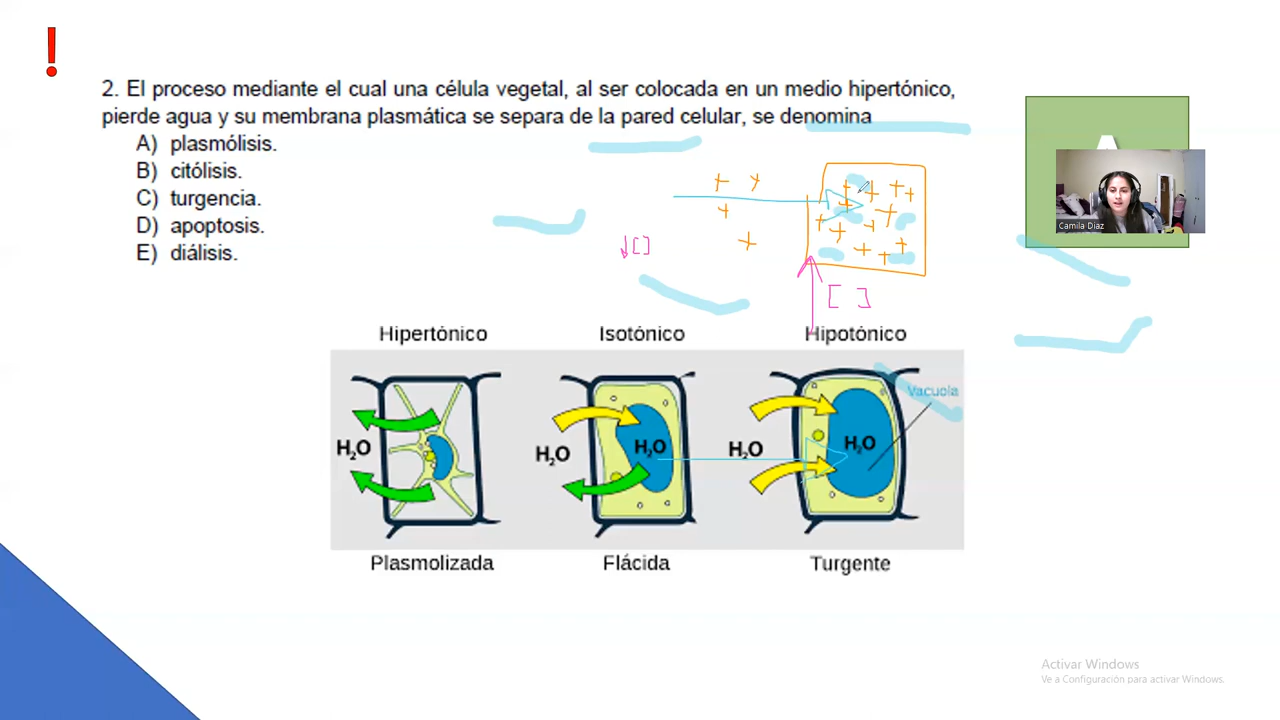 !
2. El proceso mediante el cual una célula vegetal, al ser colocada en un medio hipertónico,
pierde agua y su membrana plasmática se separa de la pared celular, se denomina
A) plasmólisis.
B) citólisis.
C) turgencia.
D) apoptosis.
E) diálisis.
A
Camila Diaz
+ +
+
+
↓[ ]
[ ]
Hipertónico Isotónico Hipotónico
Vacuola
H₂O H₂O H₂O H₂O H₂O
Plasmolizada Flácida Turgente
Activar Windows
Ve a Configuración para activar Windows.